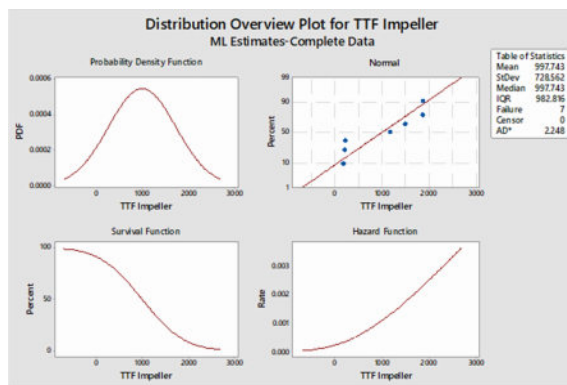 Distribution Overview Plot for TTF Impeller
ML Estimates-Complete Data
Probability Density Function
0.0006
0.0004
0.0002
0.0000
PDF
0 1000 2000 3000
TTF Impeller
Normal
99
90
50
10
1
Percent
0 1000 2000 3000
TTF Impeller
Table of Statistics
Mean 997.743
StDev 728.562
Median 997.743
IQR 982.816
Failure 7
Censor 0
AD* 2.248
Survival Function
100
50
0
Percent
0 1000 2000 3000
TTF Impeller
Hazard Function
0.003
0.002
0.001
0.000
Rate
0 1000 2000 3000
TTF Impeller